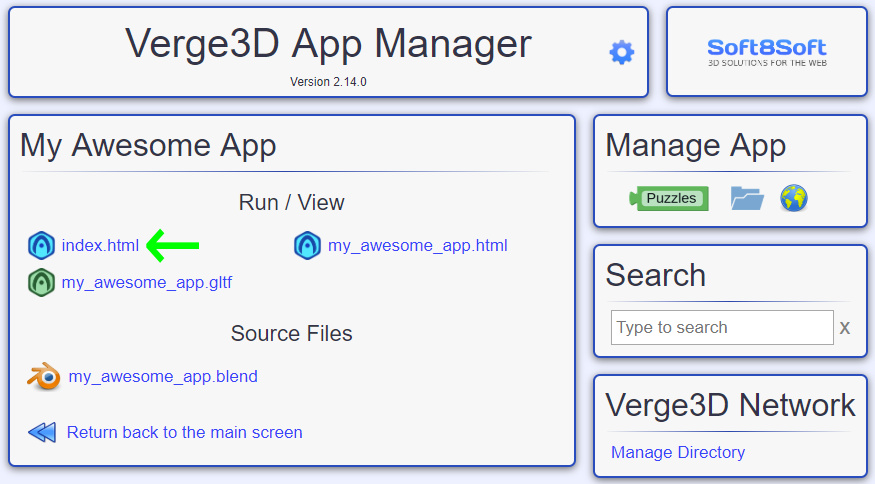 Verge3D App Manager
Version 2.14.0
Soft8Soft
3D SOLUTIONS FOR THE WEB
My Awesome App
Run / View
index.html
my_awesome_app.html
my_awesome_app.gltf
Source Files
my_awesome_app.blend
Return back to the main screen
Manage App
Puzzles
Search
Type to search
X
Verge3D Network
Manage Directory